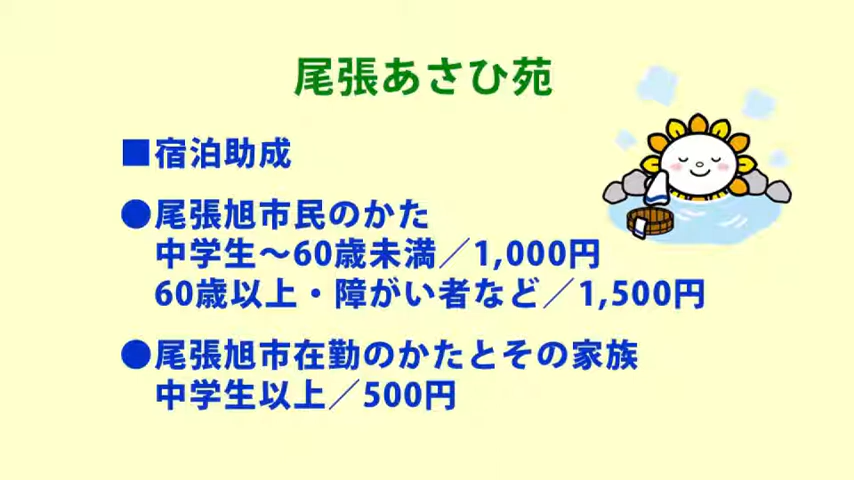 尾張あさひ苑
■宿泊助成
●尾張旭市民のかた
中学生～60歳未満／1,000円
60歳以上・障がい者など／1,500円
●尾張旭市在勤のかたとその家族
中学生以上／500円